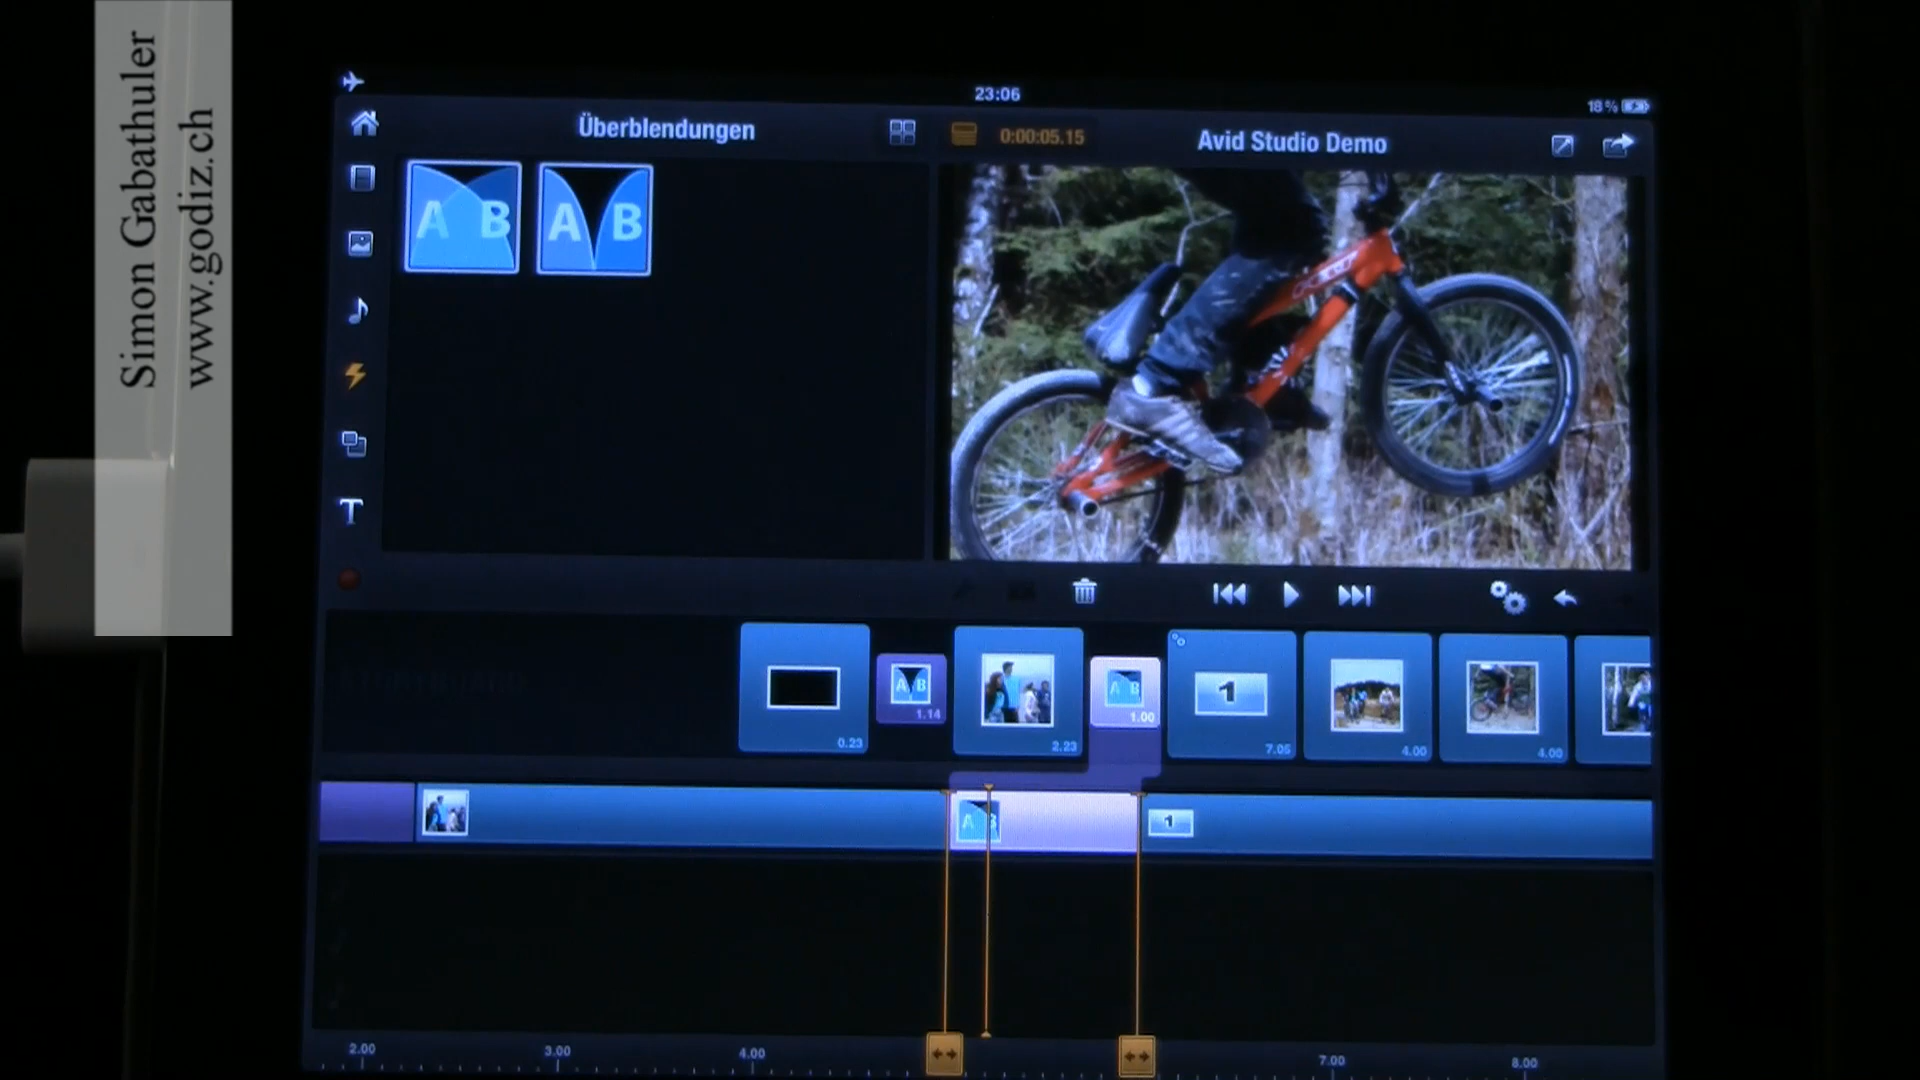 Simon Gabathuler
www.godiz.ch
23:06
18 %
Überblendungen
0:00:05.15
Avid Studio Demo
A B
A B
T
0.23
A B
1.14
2.23
A B
1.00
1
7.05
4.00
4.00
A B
1
2.00
3.00
4.00
7.00
8.00